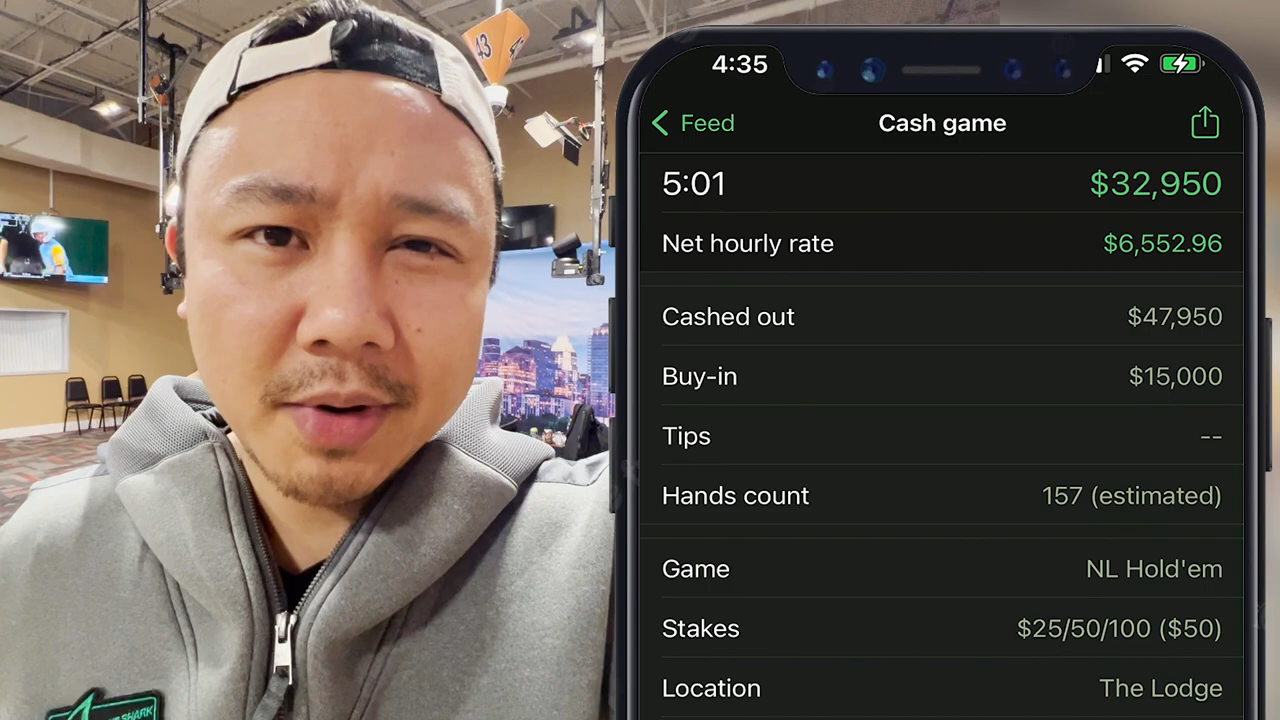 43
4:35
Feed
Cash game
5:01
$32,950
Net hourly rate
$6,552.96
Cashed out
$47,950
Buy-in
$15,000
Tips
--
Hands count
157 (estimated)
Game
NL Hold'em
Stakes
$25/50/100 ($50)
Location
The Lodge
SHARK